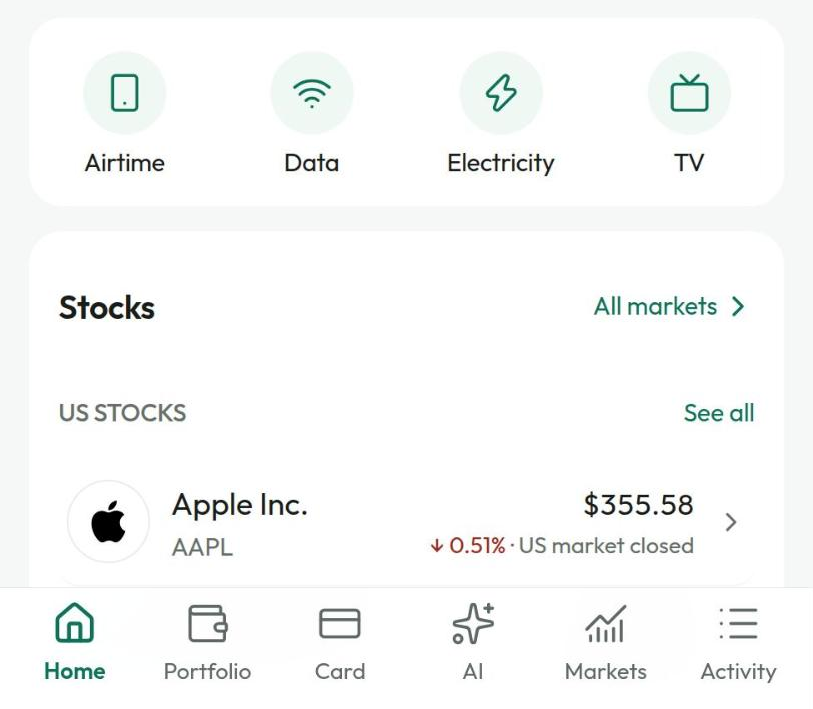 Airtime
Data
Electricity
TV
Stocks
All markets
US STOCKS
See all
Apple Inc.
$355.58
AAPL
↓ 0.51% · US market closed
Home
Portfolio
Card
AI
Markets
Activity